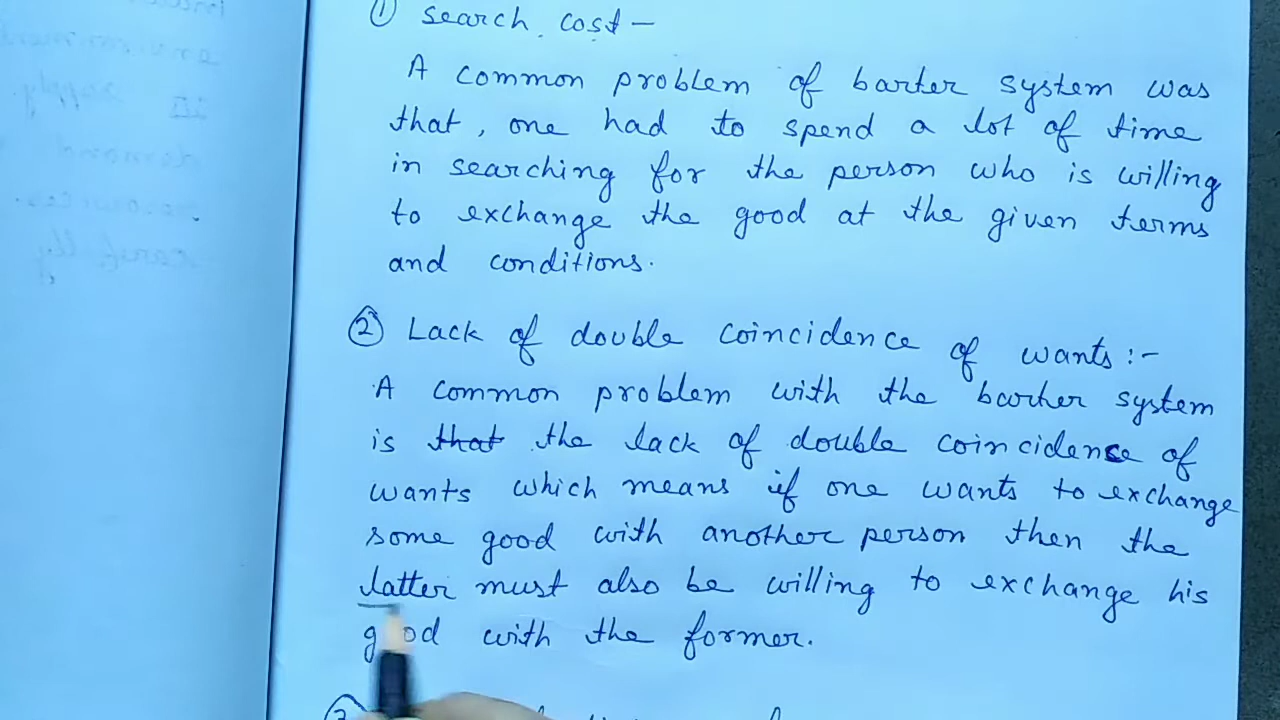 ① search cost —
A common problem of barter system was
that, one had to spend a lot of time
in searching for the person who is willing
to exchange the good at the given terms
and conditions.
② Lack of double coincidence of wants :-
A common problem with the barter system
is that the lack of double coincidence of
wants which means if one wants to exchange
some good with another person then the
latter must also be willing to exchange his
good with the former.